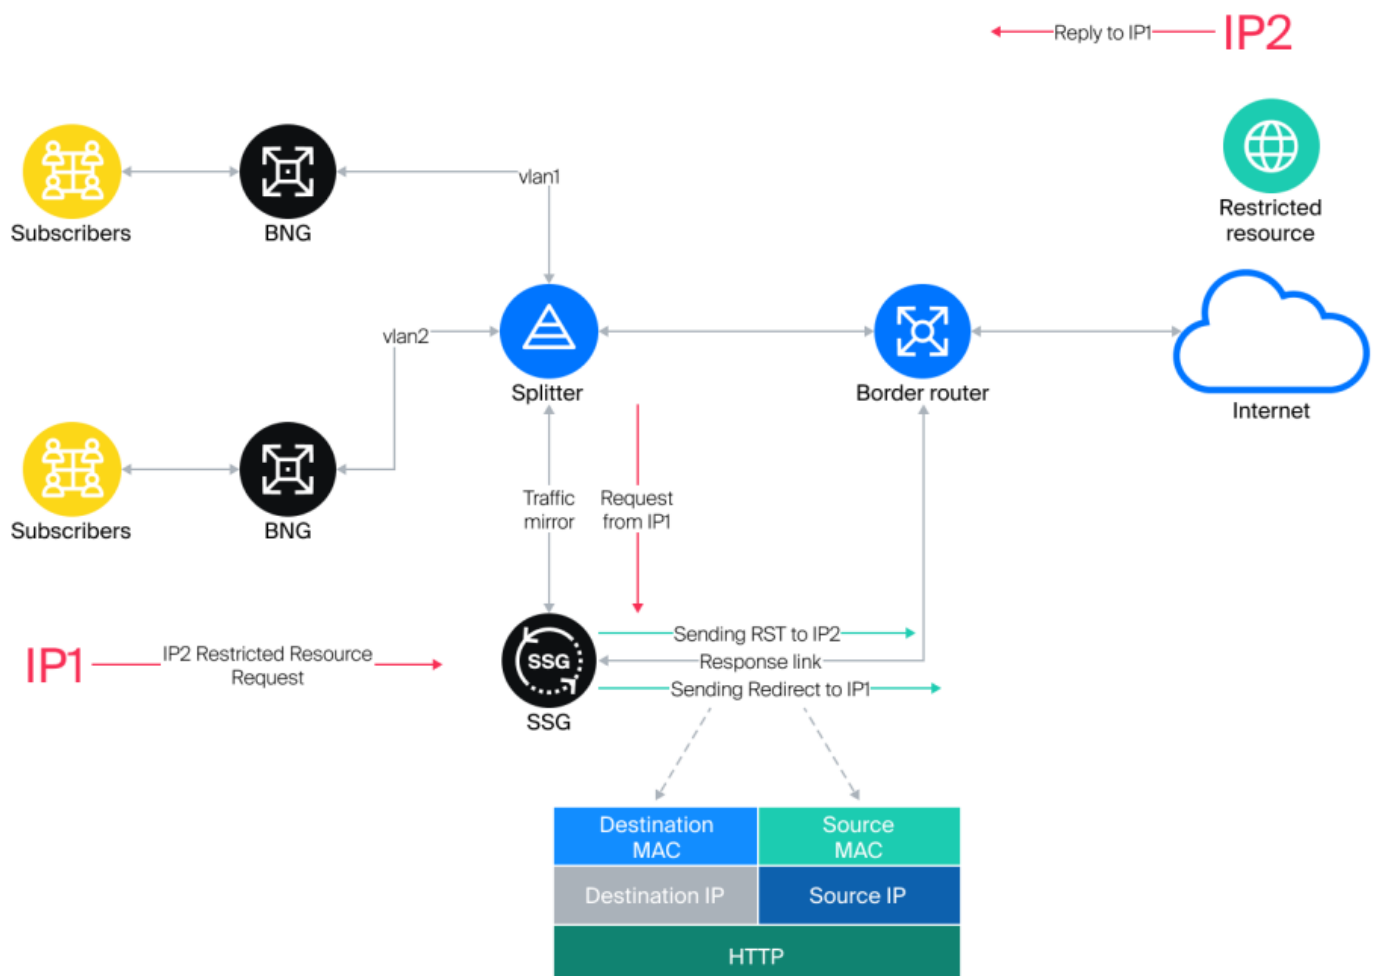 Reply to IP1
IP2
Restricted
resource
Subscribers
BNG
vlan1
vlan2
Splitter
Border router
Internet
Subscribers
BNG
Traffic
mirror
Request
from IP1
IP1
IP2 Restricted Resource
Request
SSG
SSG
Sending RST to IP2
Response link
Sending Redirect to IP1
Destination
MAC
Source
MAC
Destination IP
Source IP
HTTP